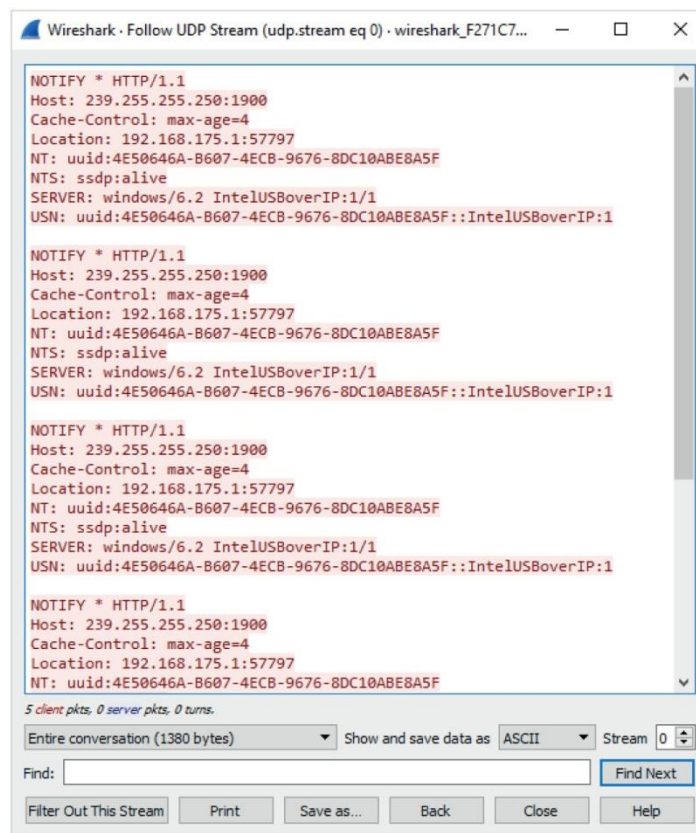 Wireshark · Follow UDP Stream (udp.stream eq 0) · wireshark_F271C7...
NOTIFY * HTTP/1.1
Host: 239.255.255.250:1900
Cache-Control: max-age=4
Location: 192.168.175.1:57797
NT: uuid:4E50646A-B607-4ECB-9676-8DC10ABE8A5F
NTS: ssdp:alive
SERVER: windows/6.2 IntelUSBoverIP:1/1
USN: uuid:4E50646A-B607-4ECB-9676-8DC10ABE8A5F::IntelUSBoverIP:1
NOTIFY * HTTP/1.1
Host: 239.255.255.250:1900
Cache-Control: max-age=4
Location: 192.168.175.1:57797
NT: uuid:4E50646A-B607-4ECB-9676-8DC10ABE8A5F
NTS: ssdp:alive
SERVER: windows/6.2 IntelUSBoverIP:1/1
USN: uuid:4E50646A-B607-4ECB-9676-8DC10ABE8A5F::IntelUSBoverIP:1
NOTIFY * HTTP/1.1
Host: 239.255.255.250:1900
Cache-Control: max-age=4
Location: 192.168.175.1:57797
NT: uuid:4E50646A-B607-4ECB-9676-8DC10ABE8A5F
NTS: ssdp:alive
SERVER: windows/6.2 IntelUSBoverIP:1/1
USN: uuid:4E50646A-B607-4ECB-9676-8DC10ABE8A5F::IntelUSBoverIP:1
NOTIFY * HTTP/1.1
Host: 239.255.255.250:1900
Cache-Control: max-age=4
Location: 192.168.175.1:57797
NT: uuid:4E50646A-B607-4ECB-9676-8DC10ABE8A5F
5 client pkts, 0 server pkts, 0 turns.
Entire conversation (1380 bytes) Show and save data as ASCII Stream 0
Find: Find Next
Filter Out This Stream Print Save as... Back Close Help